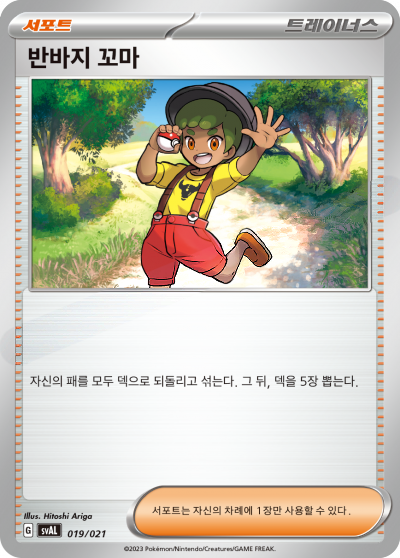 서포트
트레이너스
반바지 꼬마
자신의 패를 모두 덱으로 되돌리고 섞는다. 그 뒤, 덱을 5장 뽑는다.
Illus. Hitoshi Ariga
G svAL 019/021
서포트는 자신의 차례에 1장만 사용할 수 있다.
©2023 Pokémon/Nintendo/Creatures/GAME FREAK.